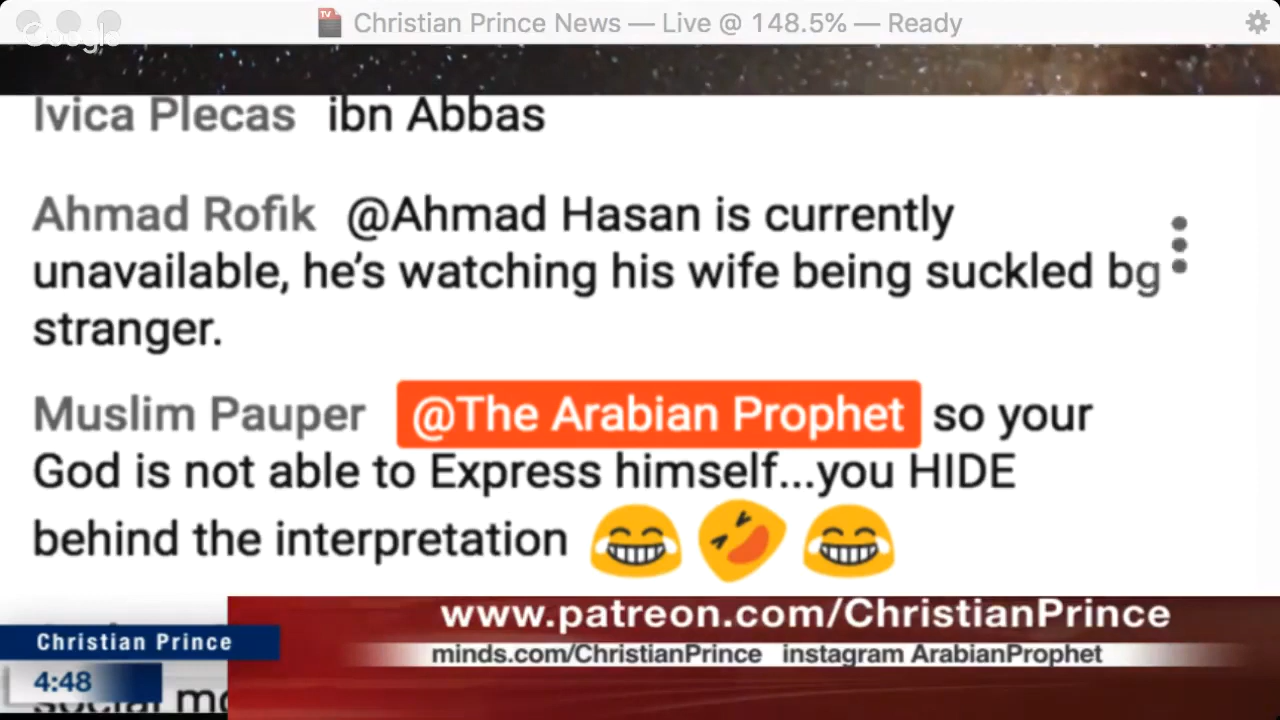 Christian Prince News — Live @ 148.5% — Ready
Google
Ivica Plecas ibn Abbas
Ahmad Rofik @Ahmad Hasan is currently
unavailable, he's watching his wife being suckled bg
stranger.
Muslim Pauper @The Arabian Prophet so your
God is not able to Express himself...you HIDE
behind the interpretation 😂 🤣 😂
www.patreon.com/ChristianPrince
Christian Prince
minds.com/ChristianPrince instagram ArabianProphet
4:48
social